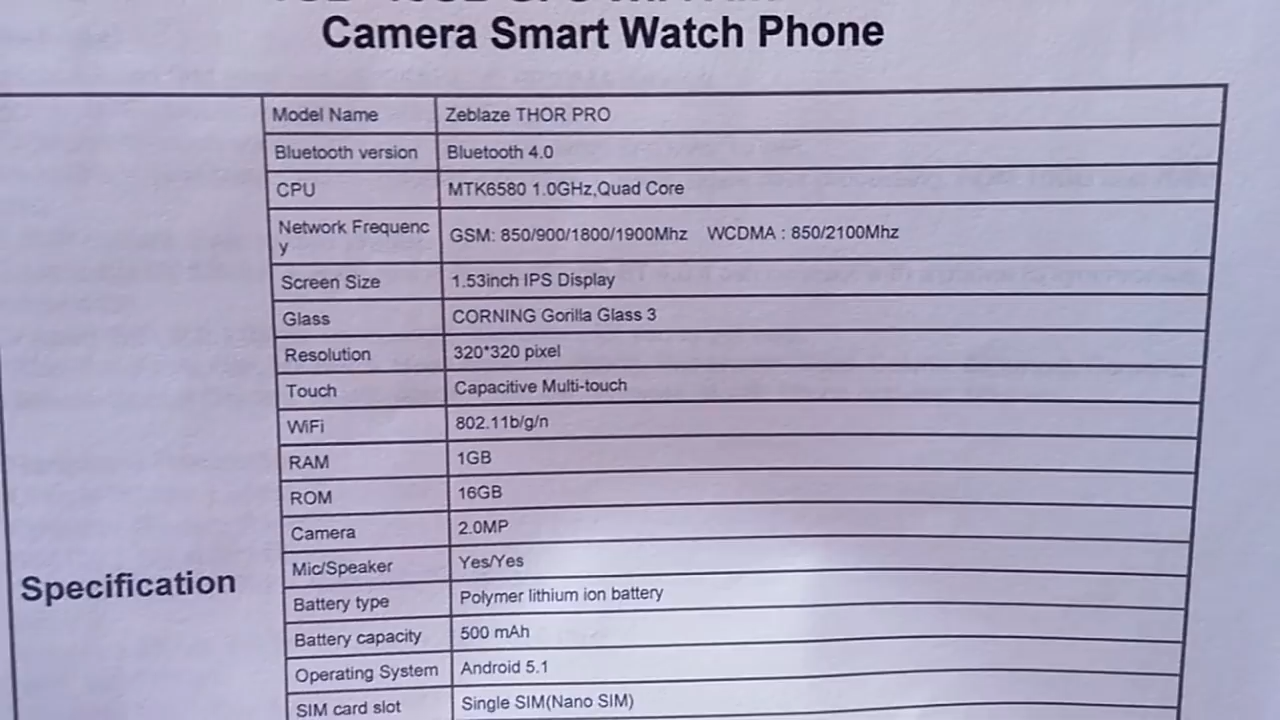 Camera Smart Watch Phone
Model Name Zeblaze THOR PRO
Bluetooth version Bluetooth 4.0
CPU MTK6580 1.0GHz,Quad Core
Network Frequenc
y
GSM: 850/900/1800/1900Mhz WCDMA : 850/2100Mhz
Screen Size 1.53inch IPS Display
Glass CORNING Gorilla Glass 3
Resolution 320*320 pixel
Touch Capacitive Multi-touch
WiFi 802.11b/g/n
RAM 1GB
ROM 16GB
Camera 2.0MP
Mic/Speaker Yes/Yes
Specification
Battery type Polymer lithium ion battery
Battery capacity 500 mAh
Operating System Android 5.1
SIM card slot Single SIM(Nano SIM)